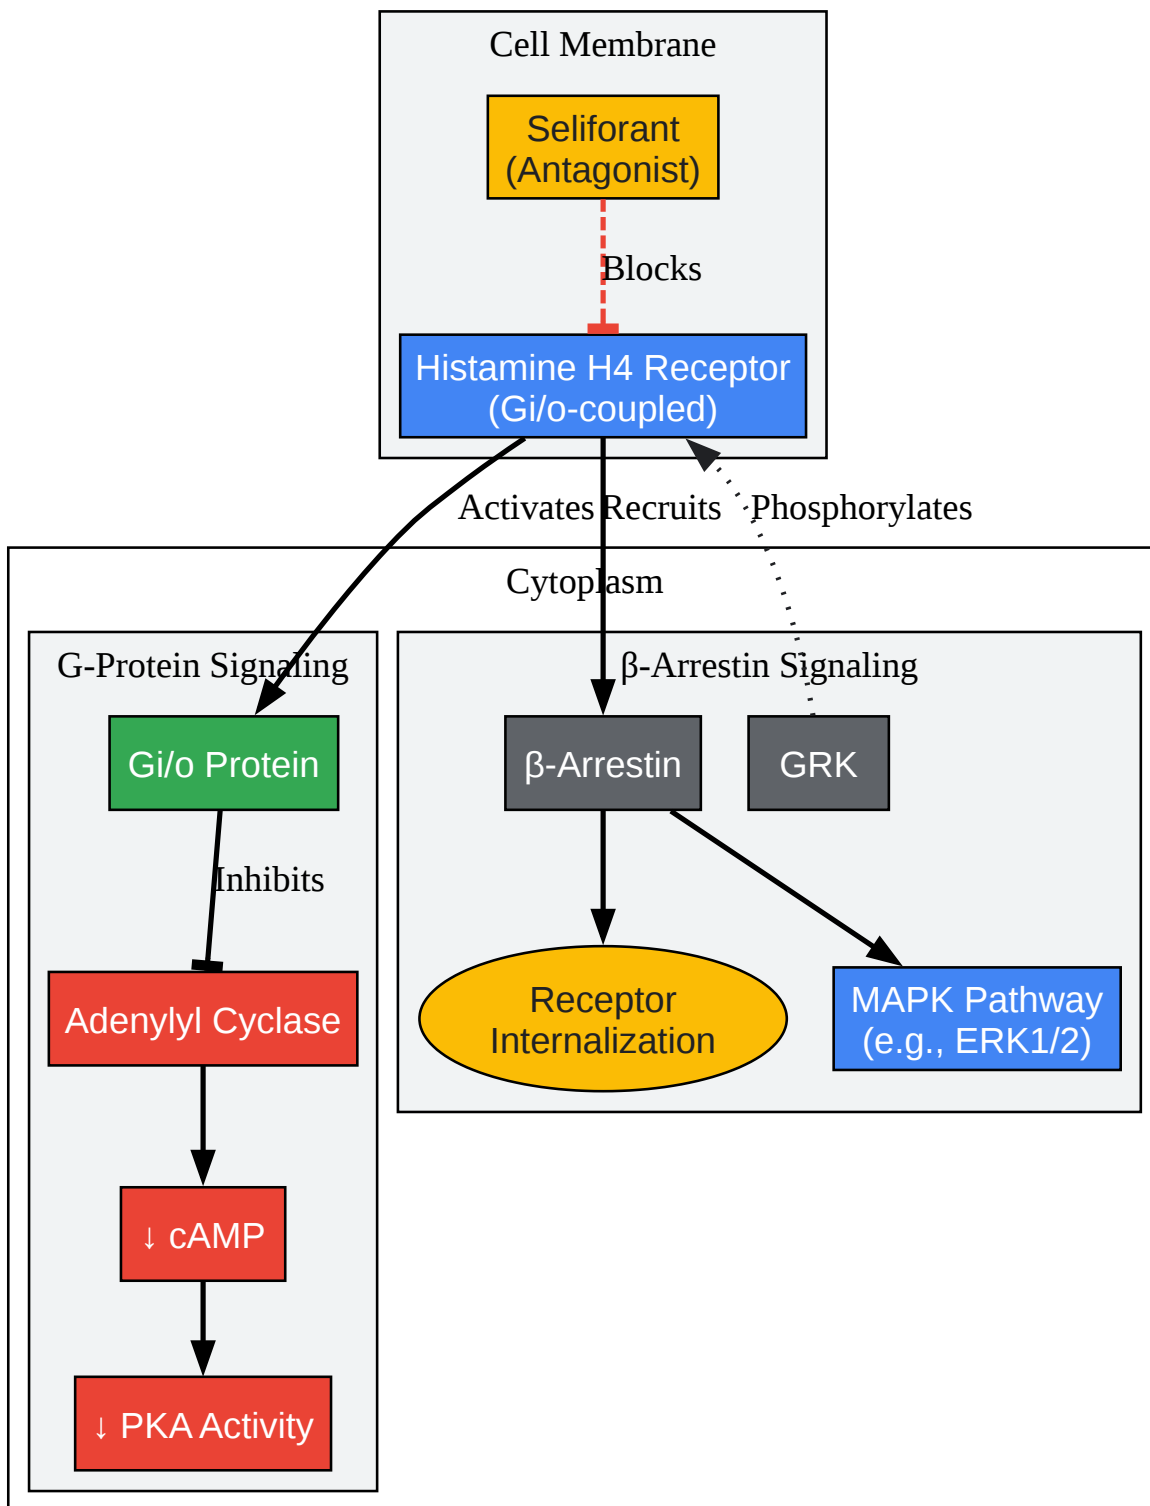 Cell Membrane
Seliforant
(Antagonist)
Blocks
Histamine H4 Receptor
(Gi/o-coupled)
Activates
Recruits
Phosphorylates
Cytoplasm
G-Protein Signaling
β-Arrestin Signaling
Gi/o Protein
β-Arrestin
GRK
Inhibits
Adenylyl Cyclase
Receptor
Internalization
MAPK Pathway
(e.g., ERK1/2)
↓ cAMP
↓ PKA Activity